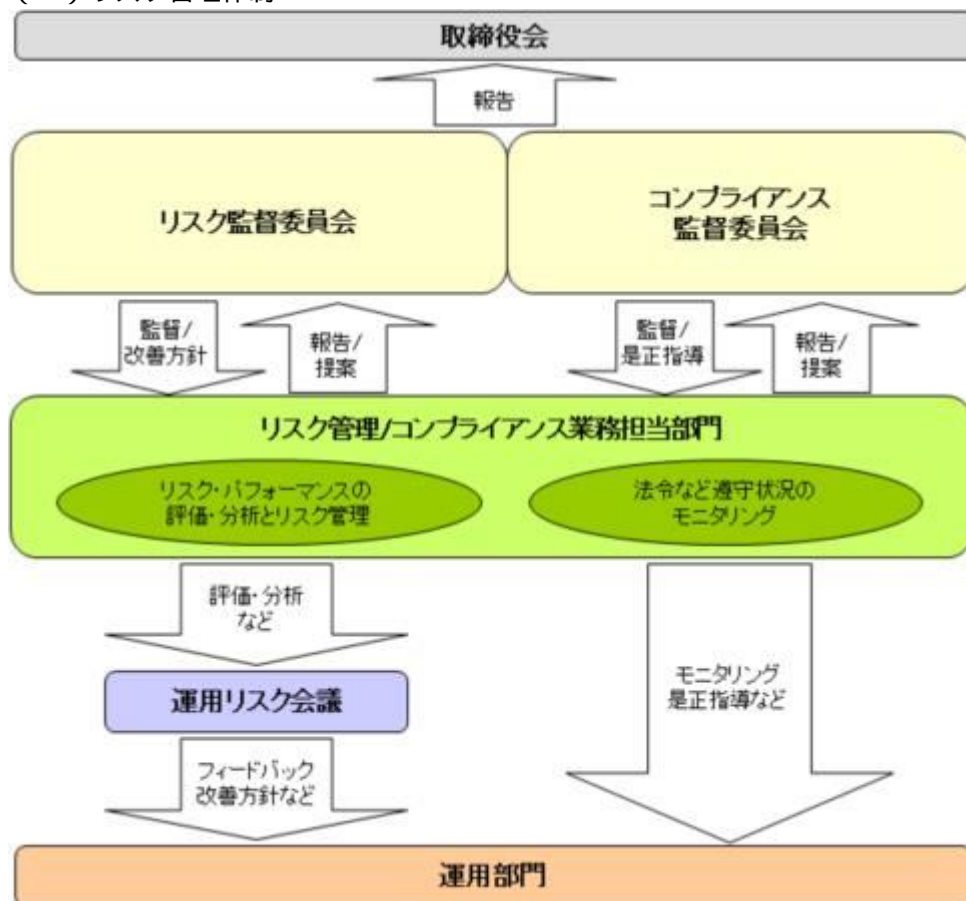 取締役会
報告
リスク監督委員会
コンプライアンス
監督委員会
監督/
改善方針
報告/
提案
監督/
是正指導
報告/
提案
リスク管理/コンプライアンス業務担当部門
リスク・パフォーマンスの
評価・分析とリスク管理
法令など遵守状況の
モニタリング
評価・分析
など
運用リスク会議
モニタリング
是正指導など
フィードバック
改善方針など
運用部門